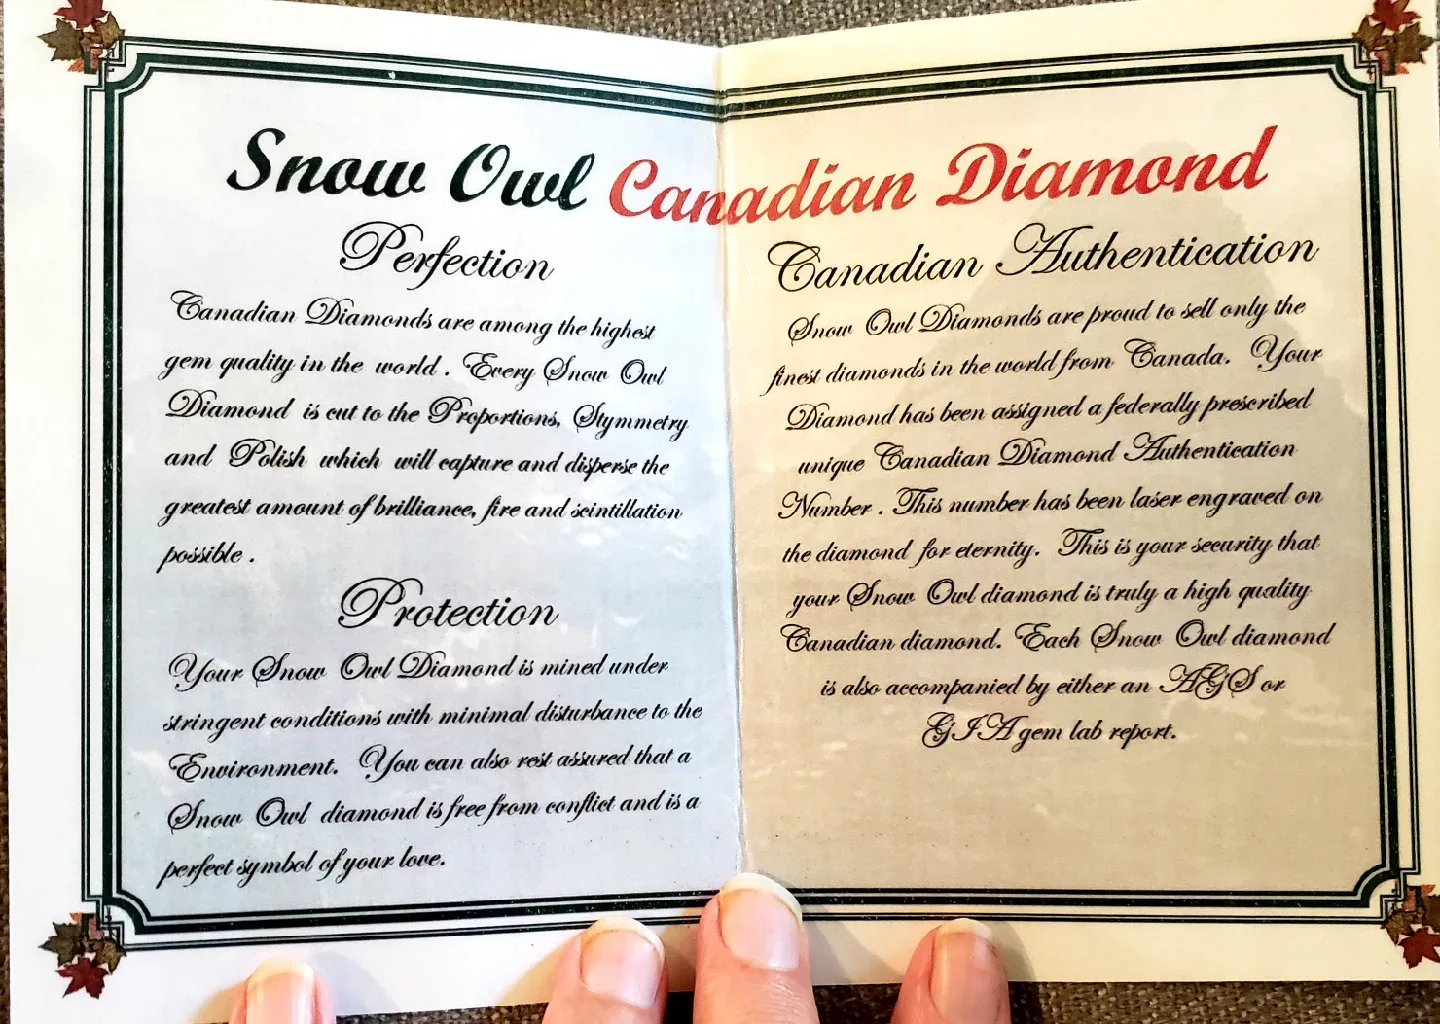 Snow Owl Canadian Diamond
Perfection
Canadian Diamonds are among the highest
gem quality in the world . Every Snow Owl
Diamond is cut to the Proportions, Symmetry
and Polish which will capture and disperse the
greatest amount of brilliance, fire and scintillation
possible .
Protection
Your Snow Owl Diamond is mined under
stringent conditions with minimal disturbance to the
Environment. You can also rest assured that a
Snow Owl diamond is free from conflict and is a
perfect symbol of your love.
Canadian Authentication
Snow Owl Diamonds are proud to sell only the
finest diamonds in the world from Canada. Your
Diamond has been assigned a federally prescribed
unique Canadian Diamond Authentication
Number . This number has been laser engraved on
the diamond for eternity. This is your security that
your Snow Owl diamond is truly a high quality
Canadian diamond. Each Snow Owl diamond
is also accompanied by either an AGS or
GIA gem lab report.